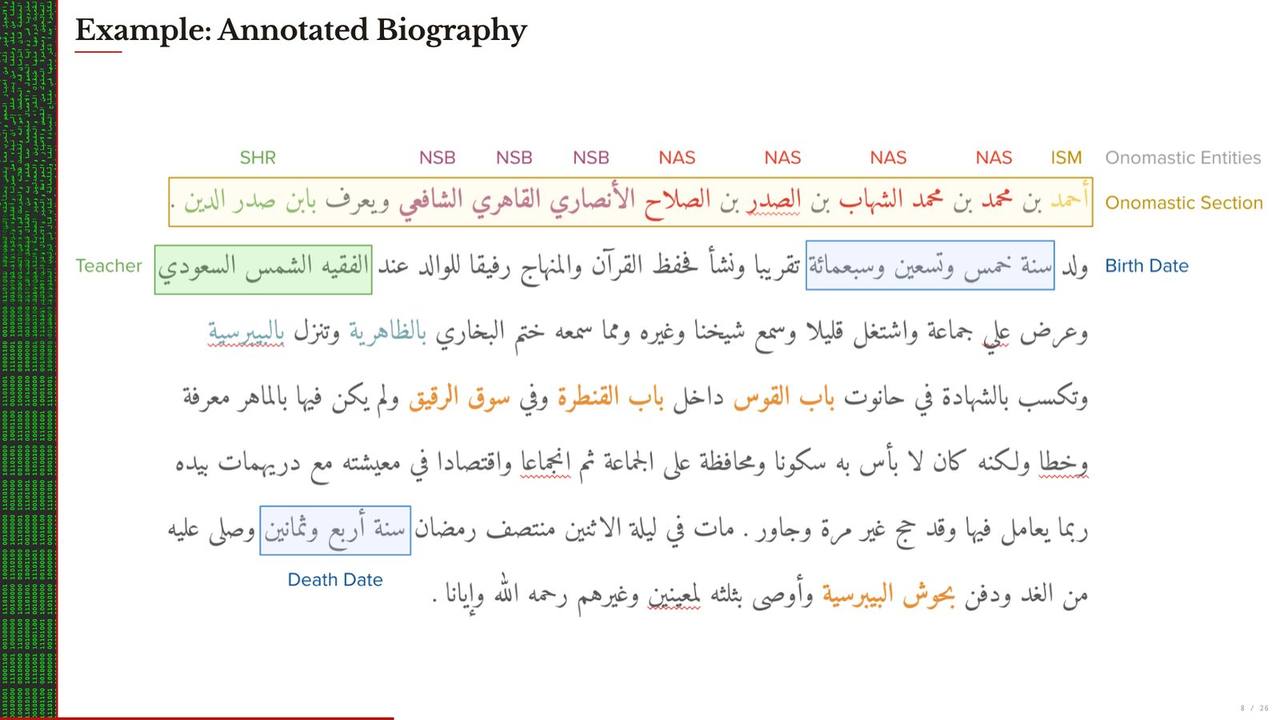 Example: Annotated Biography
SHR NSB NSB NSB NAS NAS NAS NAS ISM Onomastic Entities
أحمد بن محمد بن محمد الشهاب بن الصدر بن الصلاح الأنصاري القاهري الشافعي ويعرف بابن صدر الدين .
Onomastic Section
ولد سنة خمس وتسعين وسبعمائة تقريبا ونشأ فحفظ القرآن والمنهاج رفيقا للوالد عند الفقيه الشمس السعودي
Teacher
Birth Date
وعرض علي جماعة واشتغل قليلا وسمع شيخنا وغيره ومما سمعه ختم البخاري بالظاهرية وتنزل بالبيبرسية
وتكسب بالشهادة في حانوت باب القوس داخل باب القنطرة وفي سوق الرقيق ولم يكن فيها بالماهر معرفة
وخطا ولكنه كان لا بأس به سكونا ومحافظة على الجماعة ثم انجماعا واقتصادا في معيشته مع دريهمات بيده
ربما يعامل فيها وقد حج غير مرة وجاور . مات في ليلة الاثنين منتصف رمضان سنة أربع وثمانين وصلى عليه
Death Date
من الغد ودفن بحوش البيبرسية وأوصى بثلثه لمعينين وغيرهم رحمه الله وإيانا .
8 / 26